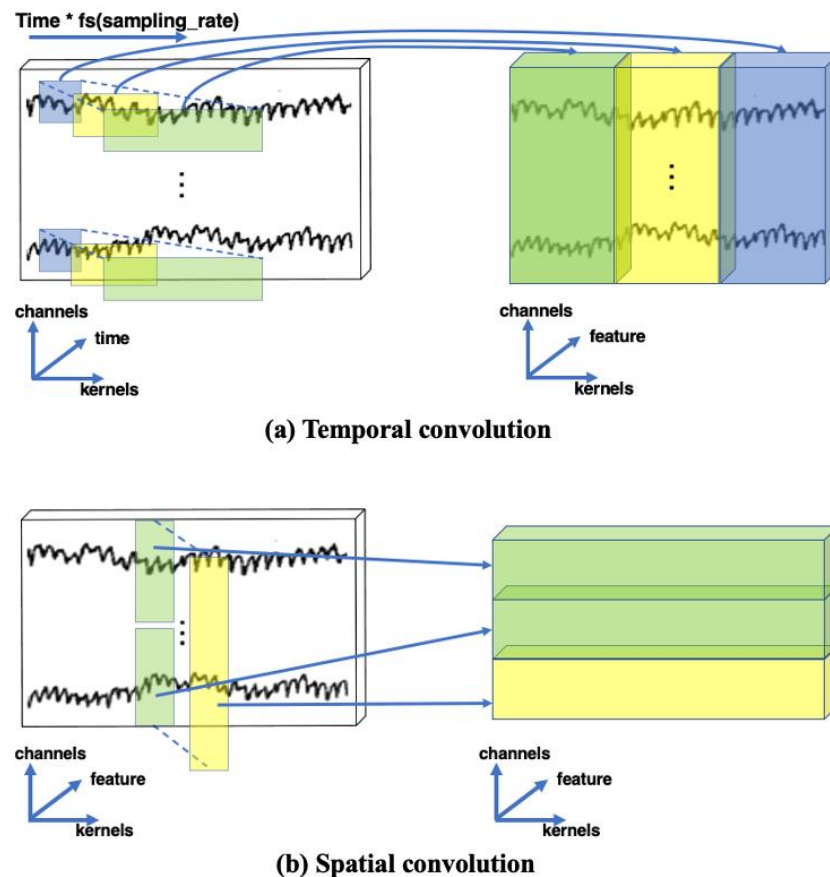 Time * fs(sampling_rate)
channels
time
kernels
channels
feature
kernels
(a) Temporal convolution
channels
feature
kernels
channels
feature
kernels
(b) Spatial convolution